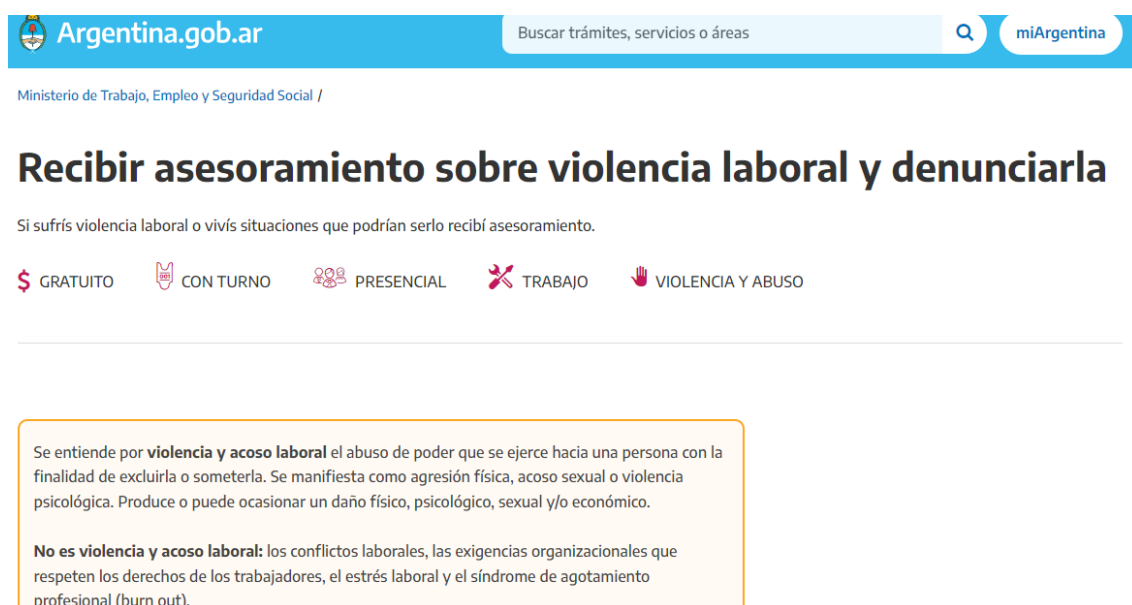 Argentina.gob.ar
Buscar trámites, servicios o áreas
miArgentina
Ministerio de Trabajo, Empleo y Seguridad Social /
Recibir asesoramiento sobre violencia laboral y denunciarla
Si sufrís violencia laboral o vivís situaciones que podrían serlo recibí asesoramiento.
$ GRATUITO CON TURNO PRESENCIAL TRABAJO VIOLENCIA Y ABUSO
Se entiende por violencia y acoso laboral el abuso de poder que se ejerce hacia una persona con la
finalidad de excluirla o someterla. Se manifiesta como agresión física, acoso sexual o violencia
psicológica. Produce o puede ocasionar un daño físico, psicológico, sexual y/o económico.
No es violencia y acoso laboral: los conflictos laborales, las exigencias organizacionales que
respeten los derechos de los trabajadores, el estrés laboral y el síndrome de agotamiento
profesional (burn out).